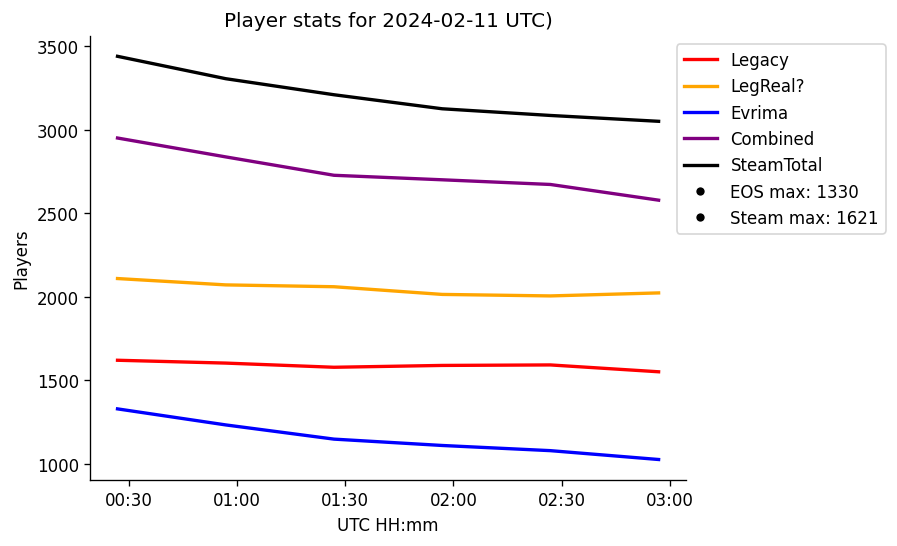 Player stats for 2024-02-11 UTC)
3500
3000
2500
2000
1500
1000
Players
00:30 01:00 01:30 02:00 02:30 03:00
UTC HH:mm
Legacy
LegReal?
Evrima
Combined
SteamTotal
EOS max: 1330
Steam max: 1621